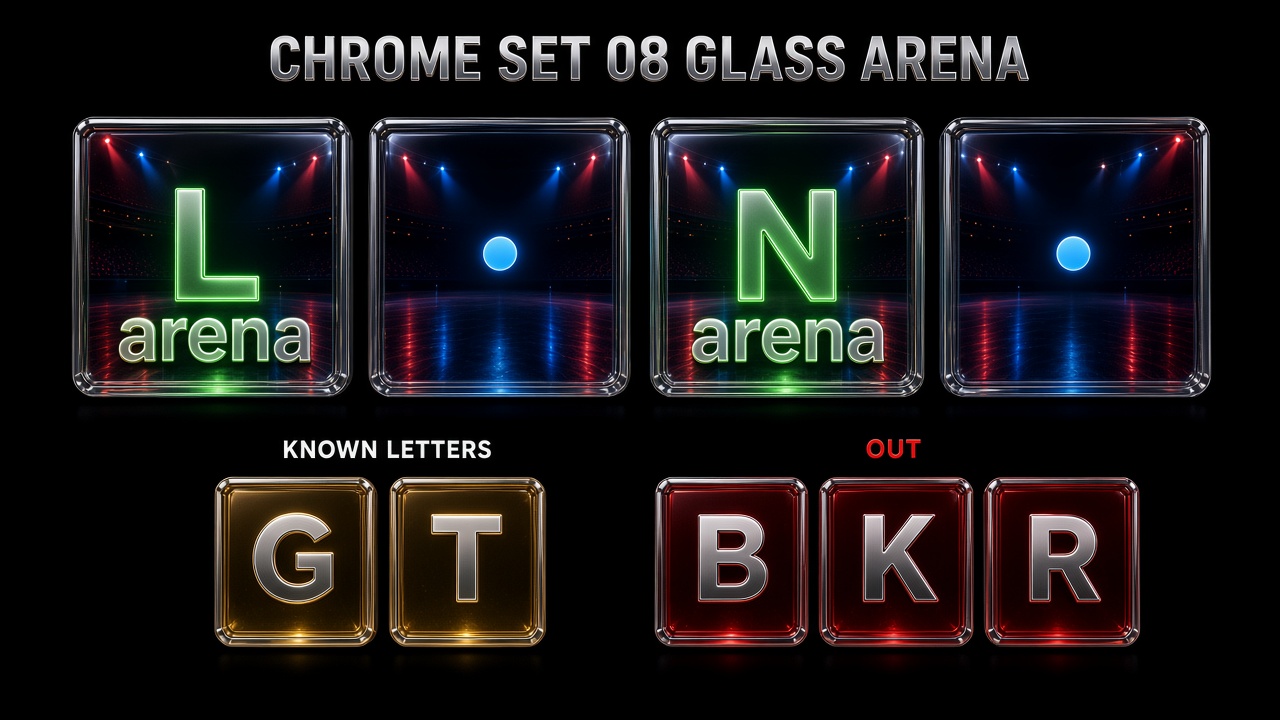 CHROME SET 08 GLASS ARENA
L N
arena arena
KNOWN LETTERS OUT
G T B K R